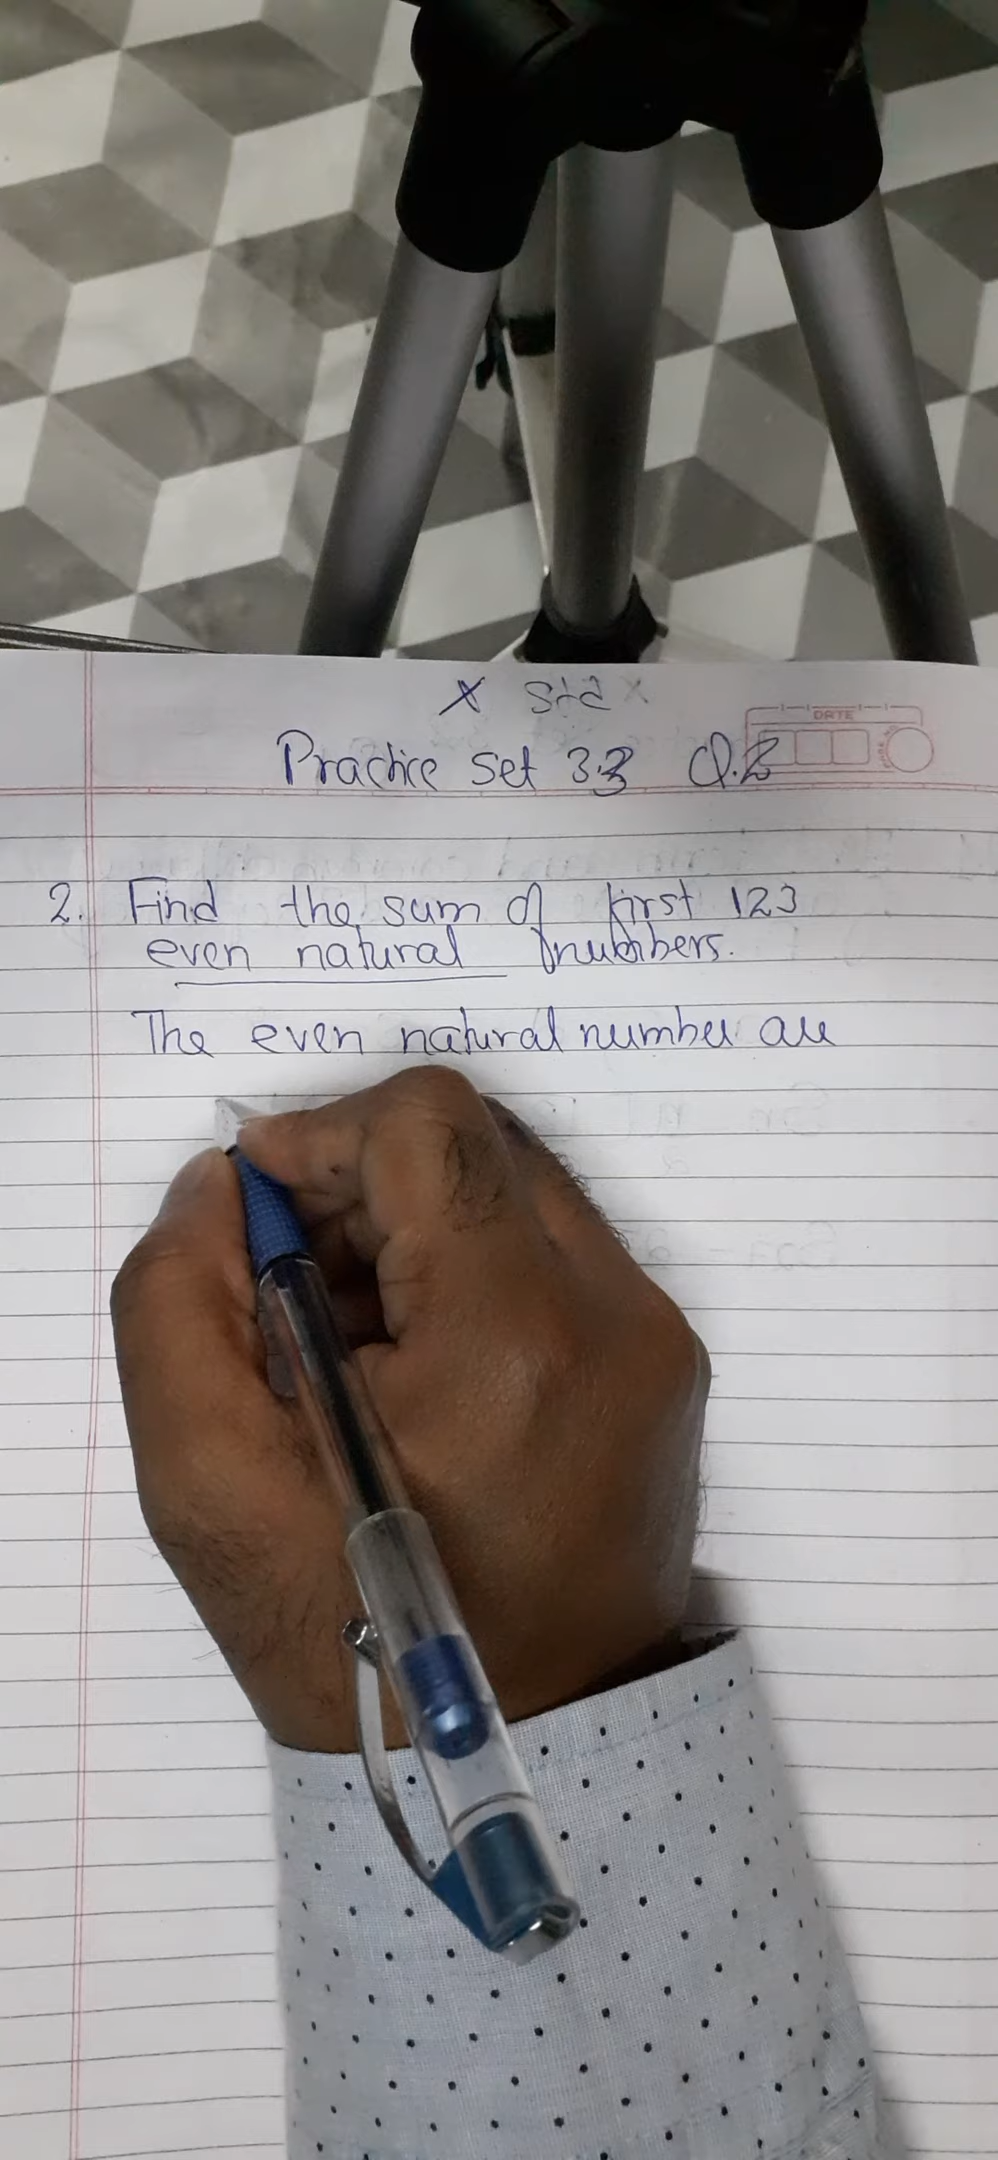 X Std
DATE
Practice set 3.3 Q.2
2. Find the sum of first 123
even natural numbers.
The even natural number are